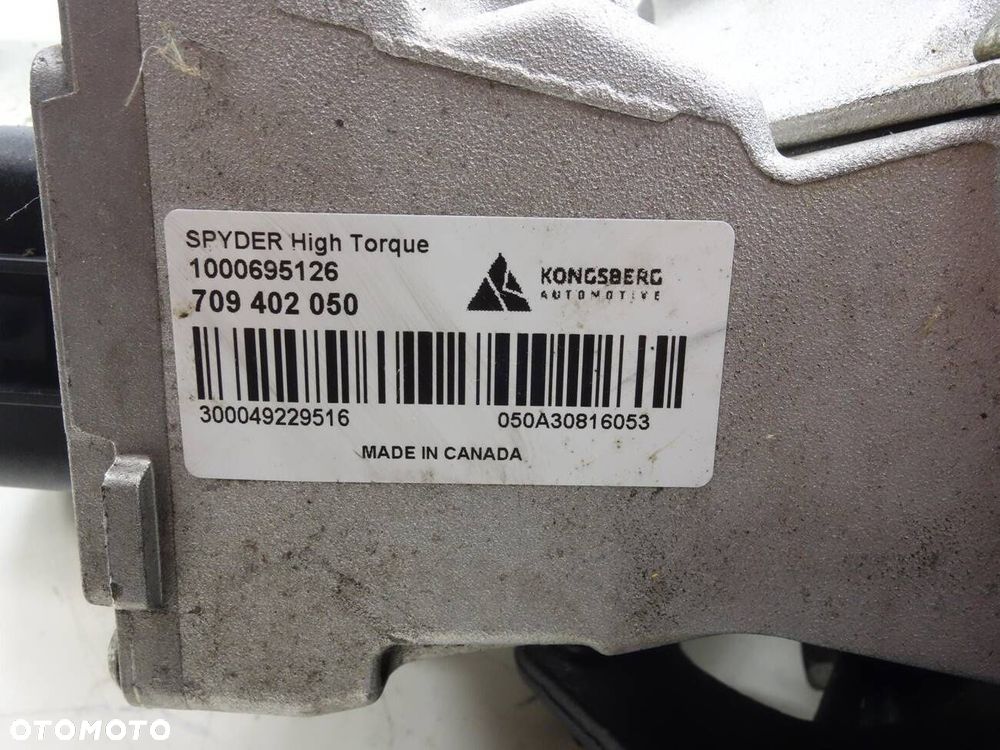 SPYDER High Torque
1000695126
709 402 050
KONGSBERG
AUTOMOTIVE
300049229516
050A30816053
MADE IN CANADA
OTOMOTO